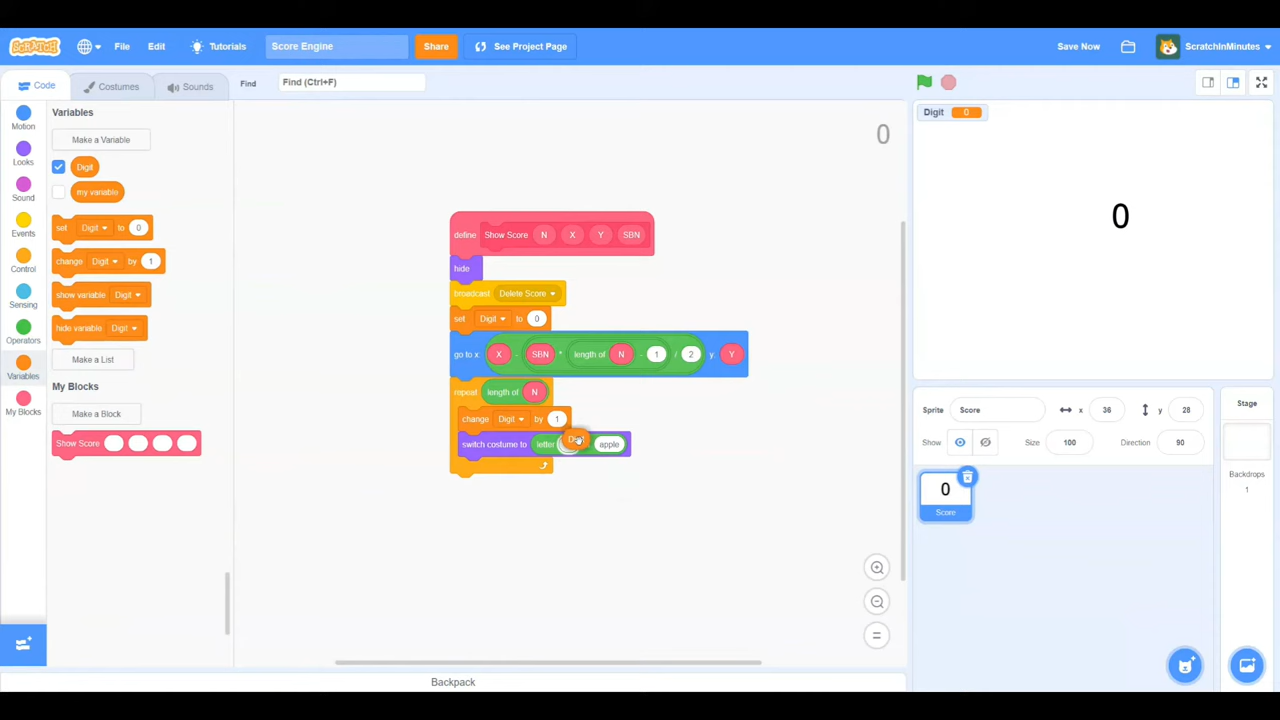 SCRATCH File Edit Tutorials Score Engine Share See Project Page Save Now ScratchInMinutes
Code Costumes Sounds Find Find (Ctrl+F)
Motion
Looks
Sound
Events
Control
Sensing
Operators
Variables
My Blocks
Variables
Make a Variable
Digit
my variable
set Digit to 0
change Digit by 1
show variable Digit
hide variable Digit
Make a List
My Blocks
Make a Block
Show Score
0
define Show Score N X Y SBN
hide
broadcast Delete Score
set Digit to 0
go to x X - SBN * length of N - 1 / 2 y: Y
repeat length of N
change Digit by 1
switch costume to letter apple
Backpack
Digit 0
0
Sprite Score x 36 y 28
Show Size 100 Direction 90
0
Score
Stage
Backdrops
1